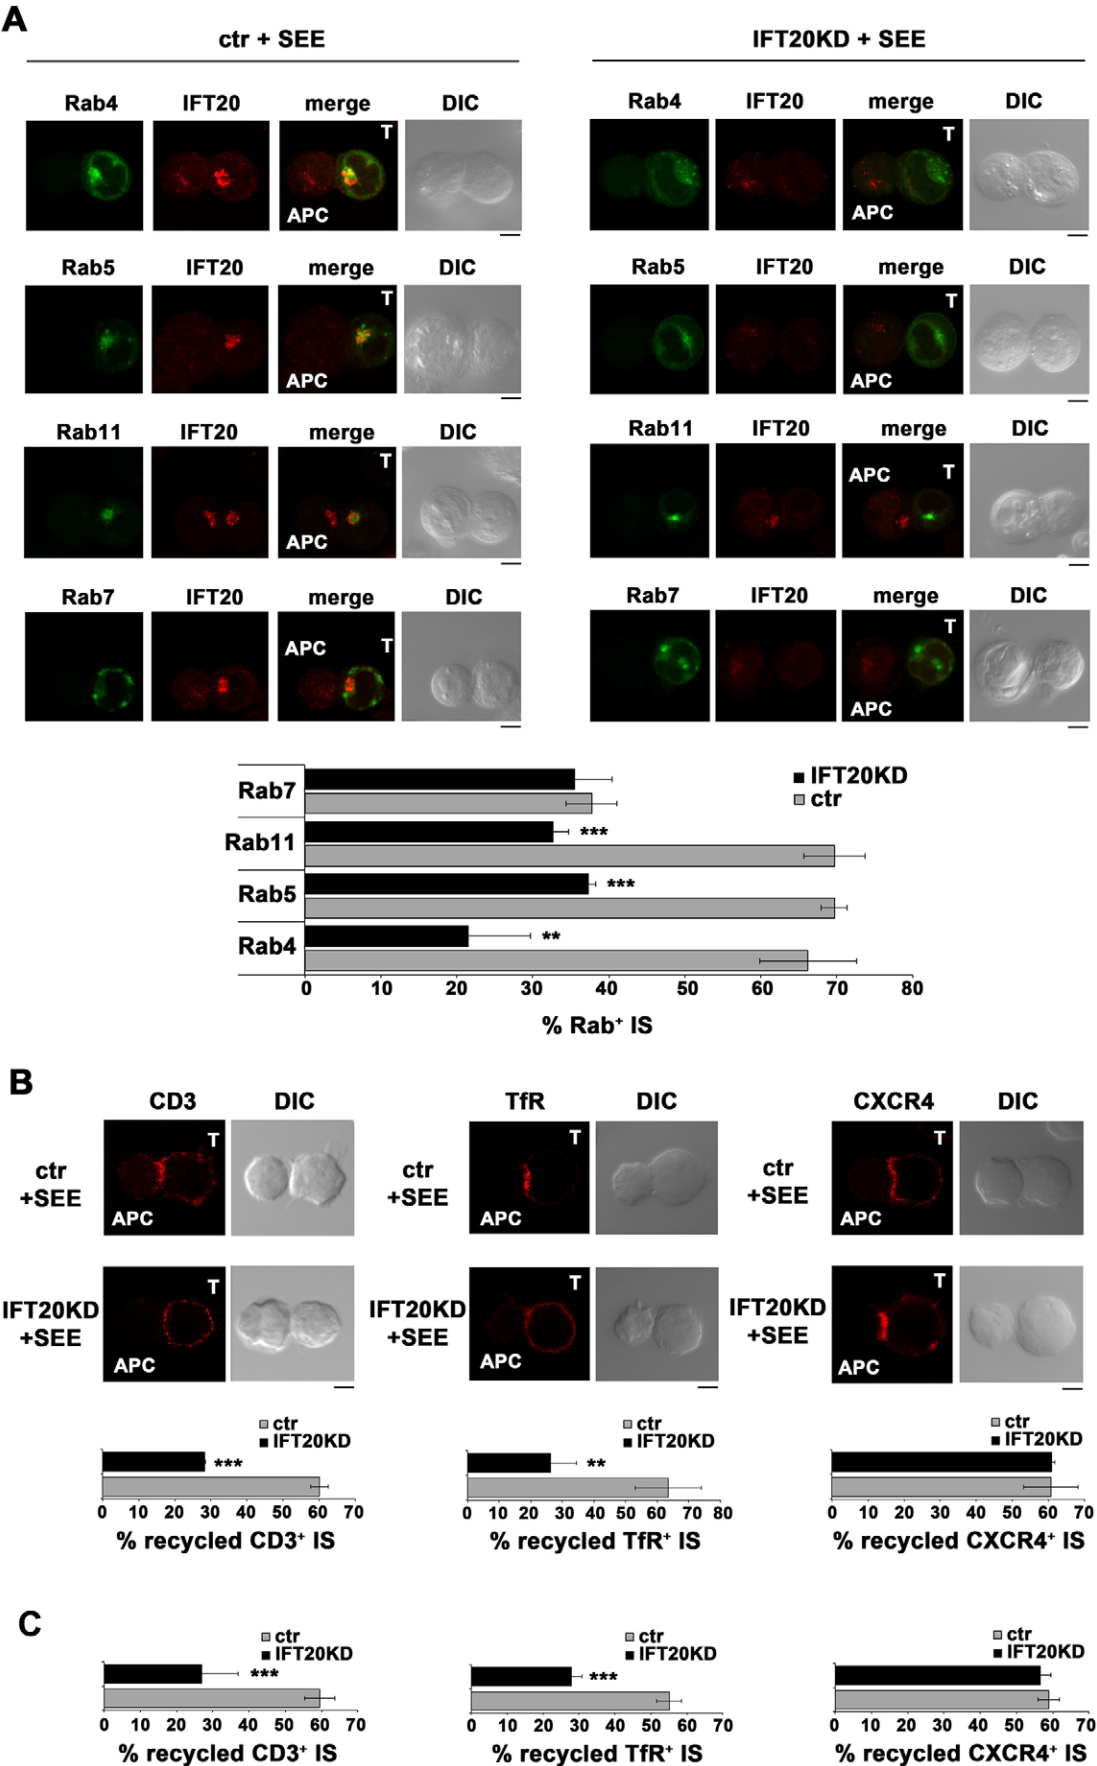 A
ctr + SEE
IFT20KD + SEE
Rab4 IFT20 merge DIC
Rab4 IFT20 merge DIC
T
APC
T
APC
Rab5 IFT20 merge DIC
Rab5 IFT20 merge DIC
T
APC
T
APC
Rab11 IFT20 merge DIC
Rab11 IFT20 merge DIC
T
APC
APC T
Rab7 IFT20 merge DIC
Rab7 IFT20 merge DIC
APC T
T
APC
IFT20KD
ctr
Rab7
Rab11 ***
Rab5 ***
Rab4 **
0 10 20 30 40 50 60 70 80
% Rab⁺ IS
B
CD3 DIC
TfR DIC
CXCR4 DIC
ctr
+SEE
T
APC
ctr
+SEE
T
APC
ctr
+SEE
T
APC
IFT20KD
+SEE
T
APC
IFT20KD
+SEE
T
APC
IFT20KD
+SEE
T
APC
ctr
IFT20KD
***
0 10 20 30 40 50 60 70
% recycled CD3⁺ IS
ctr
IFT20KD
**
0 10 20 30 40 50 60 70 80
% recycled TfR⁺ IS
ctr
IFT20KD
0 10 20 30 40 50 60 70
% recycled CXCR4⁺ IS
C
ctr
IFT20KD
***
0 10 20 30 40 50 60 70
% recycled CD3⁺ IS
ctr
IFT20KD
***
0 10 20 30 40 50 60 70
% recycled TfR⁺ IS
ctr
IFT20KD
0 10 20 30 40 50 60 70
% recycled CXCR4⁺ IS